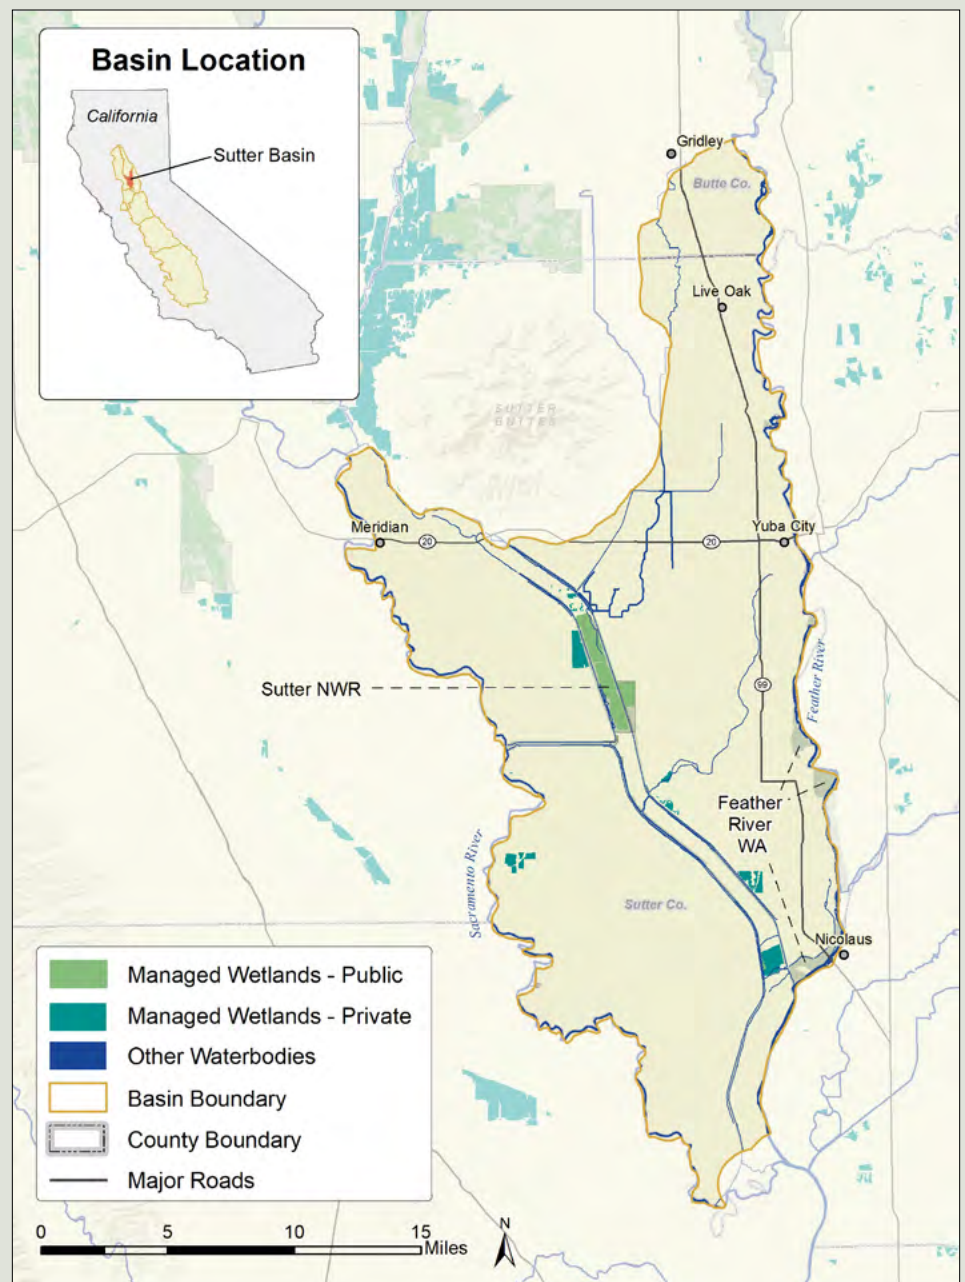 Basin Location
California
Sutter Basin
Gridley
Butte Co.
Live Oak
SUTTER
BUTTES
Meridian
20
20
Yuba City
Sutter NWR
99
Feather River
Feather
River
WA
Sacramento River
Sutter Co.
Nicolaus
Managed Wetlands - Public
Managed Wetlands - Private
Other Waterbodies
Basin Boundary
County Boundary
Major Roads
0 5 10 15
Miles
N